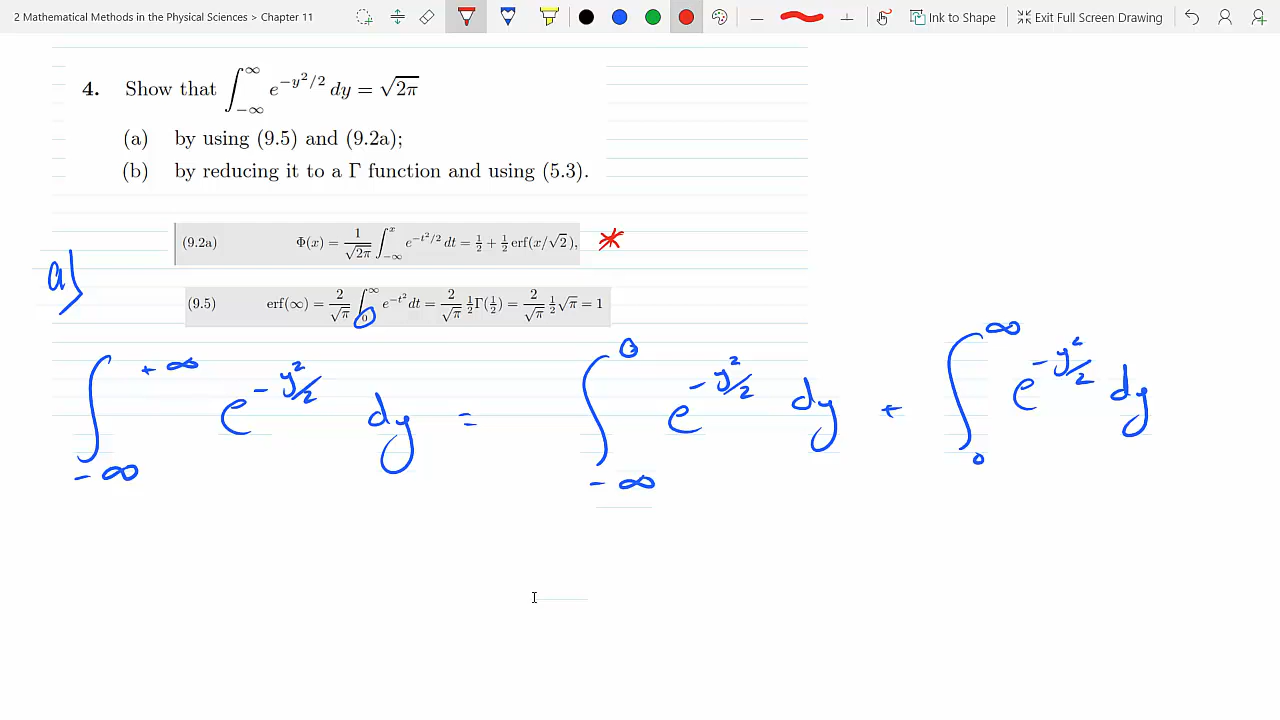 2 Mathematical Methods in the Physical Sciences > Chapter 11 Ink to Shape Exit Full Screen Drawing
4. Show that ∫_{−∞}^{∞} e^{−y²/2} dy = √2π
(a) by using (9.5) and (9.2a);
(b) by reducing it to a Γ function and using (5.3).
(9.2a) Φ(x) = 1/√2π ∫_{−∞}^{x} e^{−t²/2} dt = 1/2 + 1/2 erf(x/√2),
a)
(9.5) erf(∞) = 2/√π ∫_0^∞ e^{−t²} dt = 2/√π 1/2 Γ(1/2) = 2/√π 1/2 √π = 1
∫_{−∞}^{+∞} e^{−y²/2} dy = ∫_{−∞}^{0} e^{−y²/2} dy + ∫_0^∞ e^{−y²/2} dy